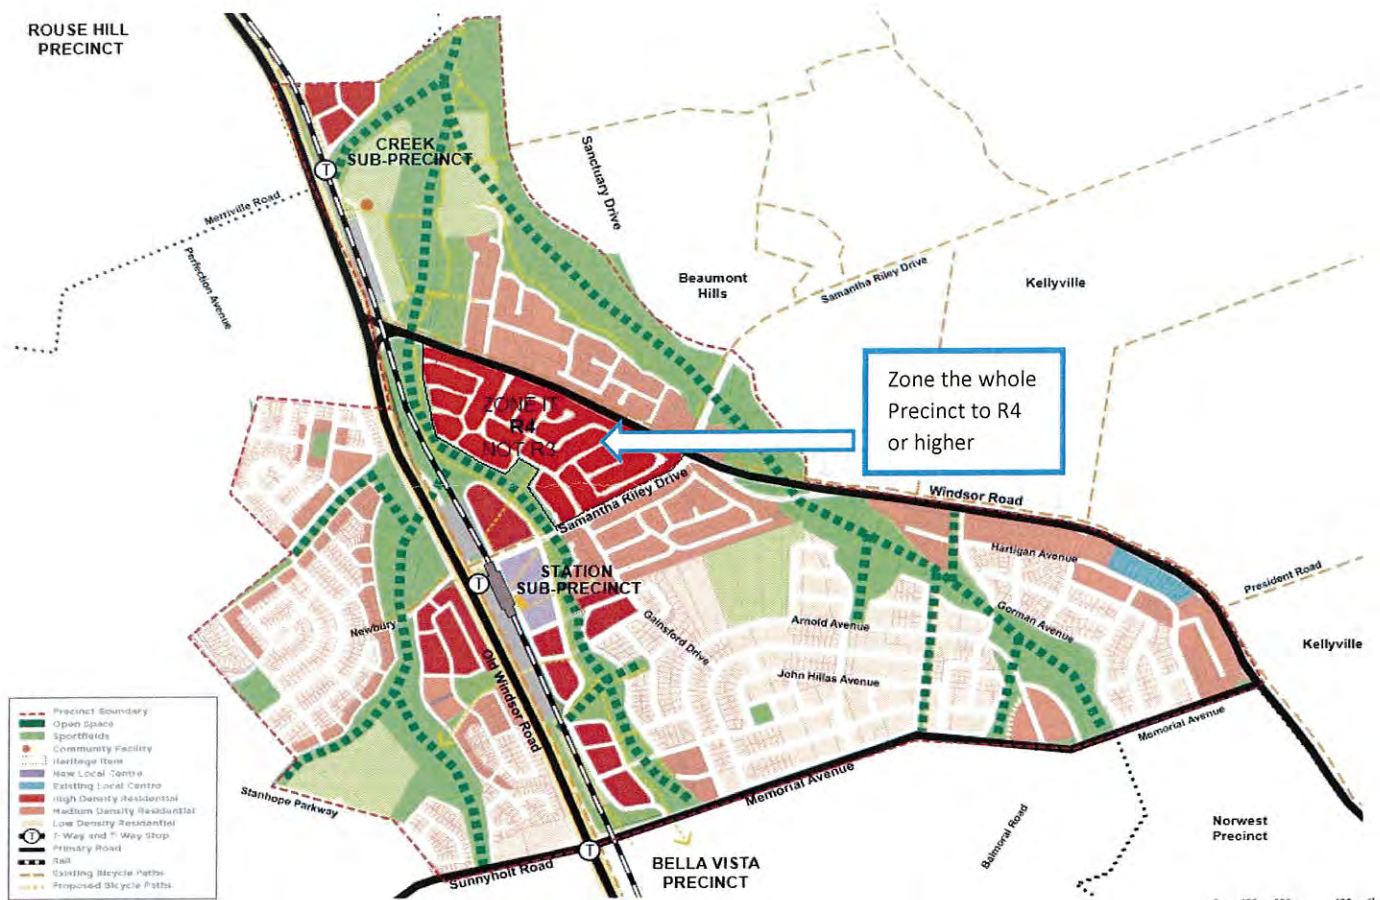 ROUSE HILL
PRECINCT
CREEK
SUB-PRECINCT
T
Merriville Road
Perfection Avenue
Sanctuary Drive
Beaumont
Hills
Samantha Riley Drive
Kellyville
Zone the whole
Precinct to R4
or higher
ZONE IT
R4
NOT R3
Samantha Riley Drive
Windsor Road
Hartigan Avenue
President Road
STATION
SUB-PRECINCT
T
Newbury
Gainsford Drive
Arnold Avenue
Gorman Avenue
Kellyville
John Hillas Avenue
Old Windsor Road
Memorial Avenue
Memorial Avenue
Stanhope Parkway
Balmoral Road
Norwest
Precinct
T
Sunnyholt Road
BELLA VISTA
PRECINCT
Precinct Boundary
Open Space
Sportfields
Community Facility
Heritage Item
New Local Centre
Existing Local Centre
High Density Residential
Medium Density Residential
Low Density Residential
T T-Way and T-Way Stop
Primary Road
Rail
Existing Bicycle Paths
Proposed Bicycle Paths